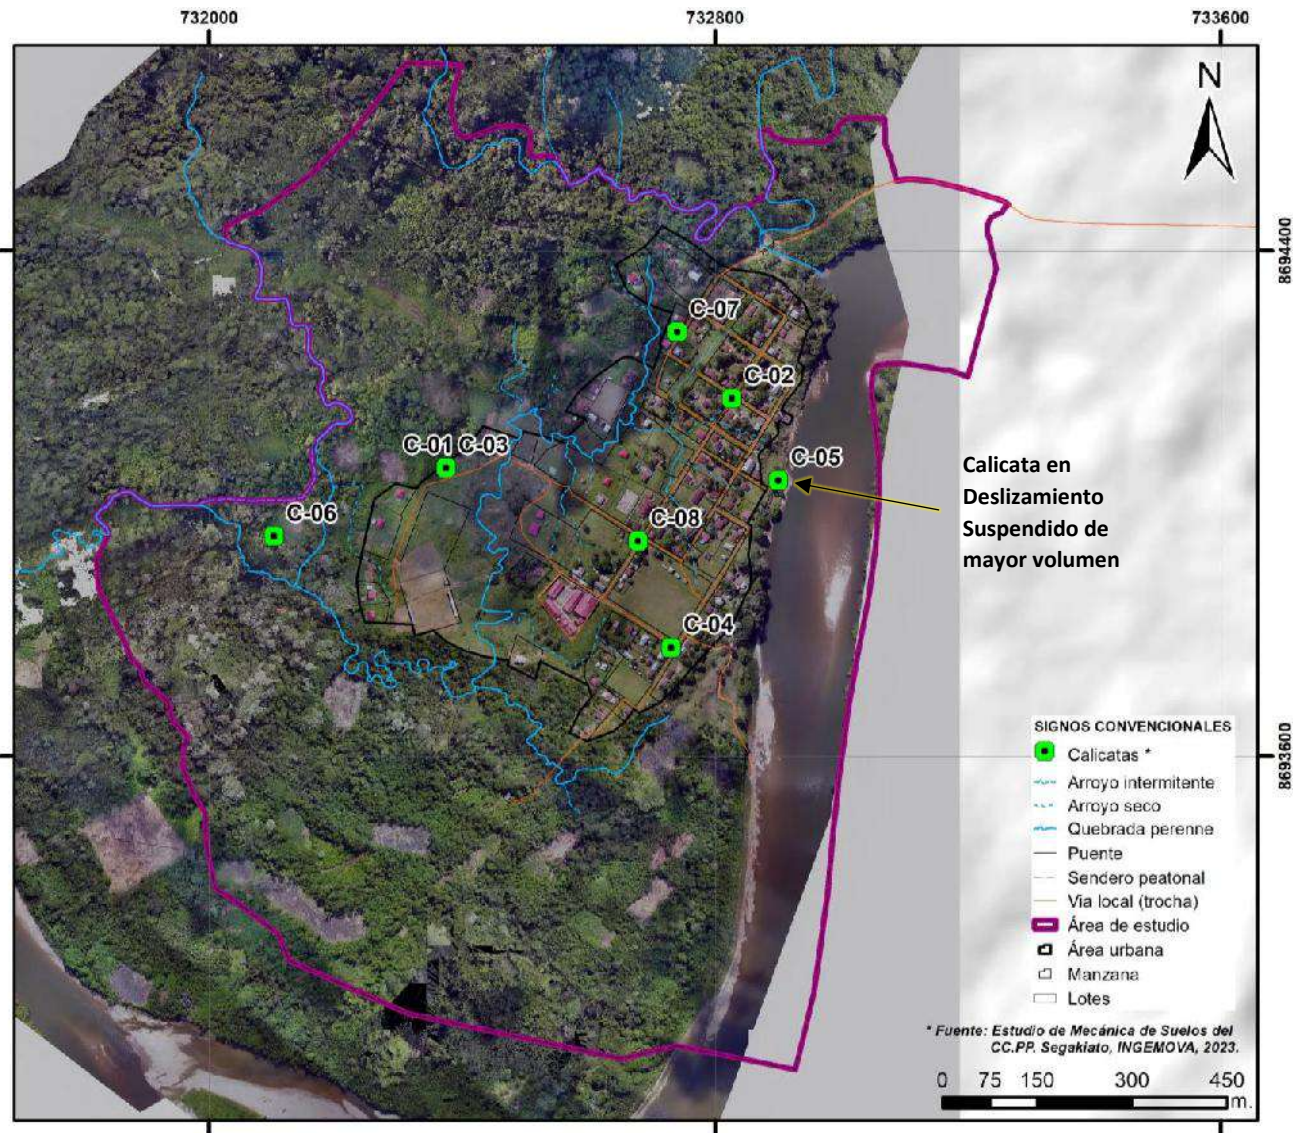 732000
732800
733600
N
8694400
C-07
C-02
C-01 C-03
C-05
Calicata en
Deslizamiento
Suspendido de
mayor volumen
C-06
C-08
C-04
SIGNOS CONVENCIONALES
Calicatas *
Arroyo intermitente
Arroyo seco
Quebrada perenne
Puente
Sendero peatonal
Via local (trocha)
Área de estudio
Área urbana
Manzana
Lotes
8693600
* Fuente: Estudio de Mecánica de Suelos del
CC.PP. Segakiato, INGEMOVA, 2023.
0 75 150 300 450
m.